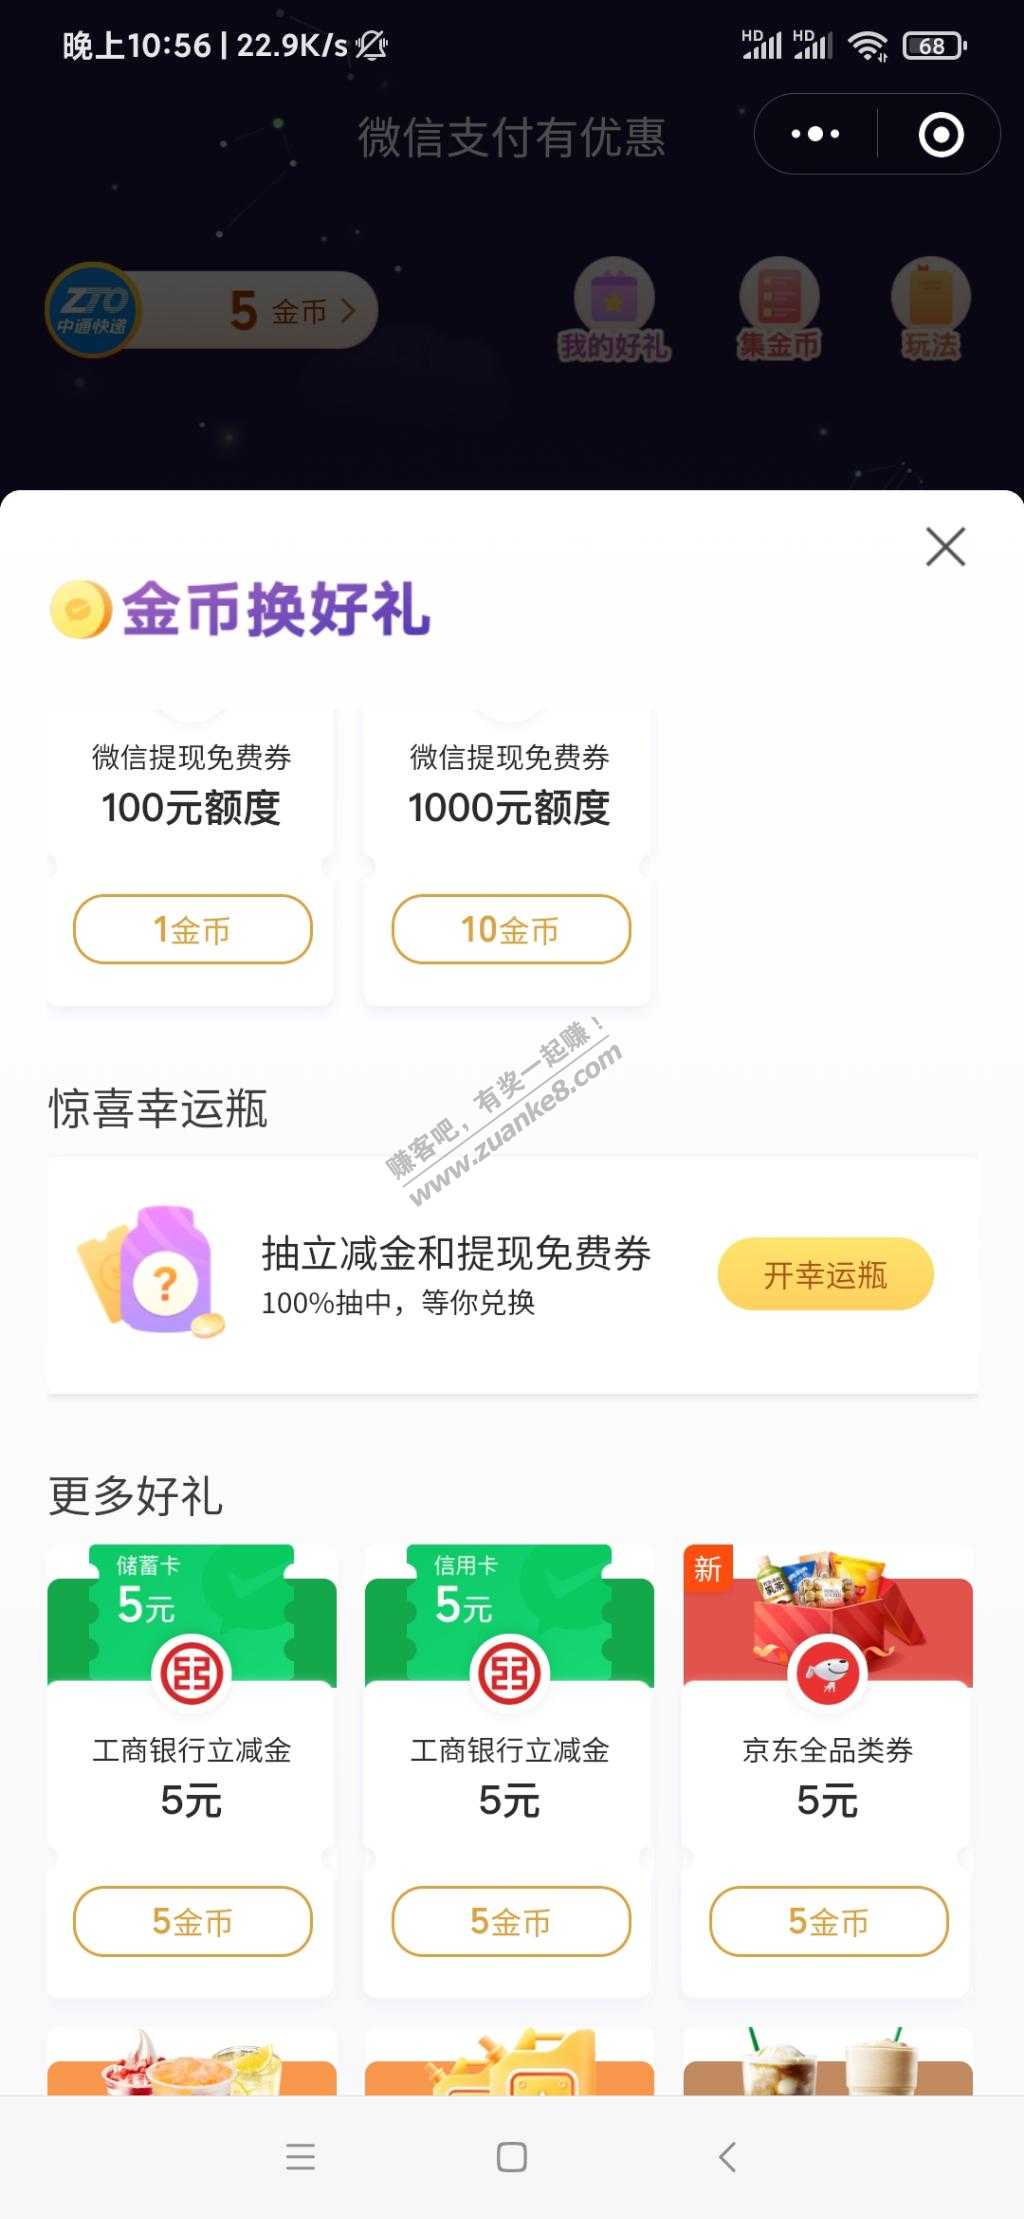 晚上10:56 | 22.9K/s
HD HD 68
微信支付有优惠
ZTO
中通快递
5 金币
我的好礼 集金币 玩法
金币换好礼
微信提现免费券 微信提现免费券
100元额度 1000元额度
1金币 10金币
赚客吧，有奖一起赚！
www.zuanke8.com
惊喜幸运瓶
抽立减金和提现免费券
100%抽中，等你兑换
开幸运瓶
更多好礼
储蓄卡 信用卡 新
5元 5元
工商银行立减金 工商银行立减金 京东全品类券
5元 5元 5元
5金币 5金币 5金币